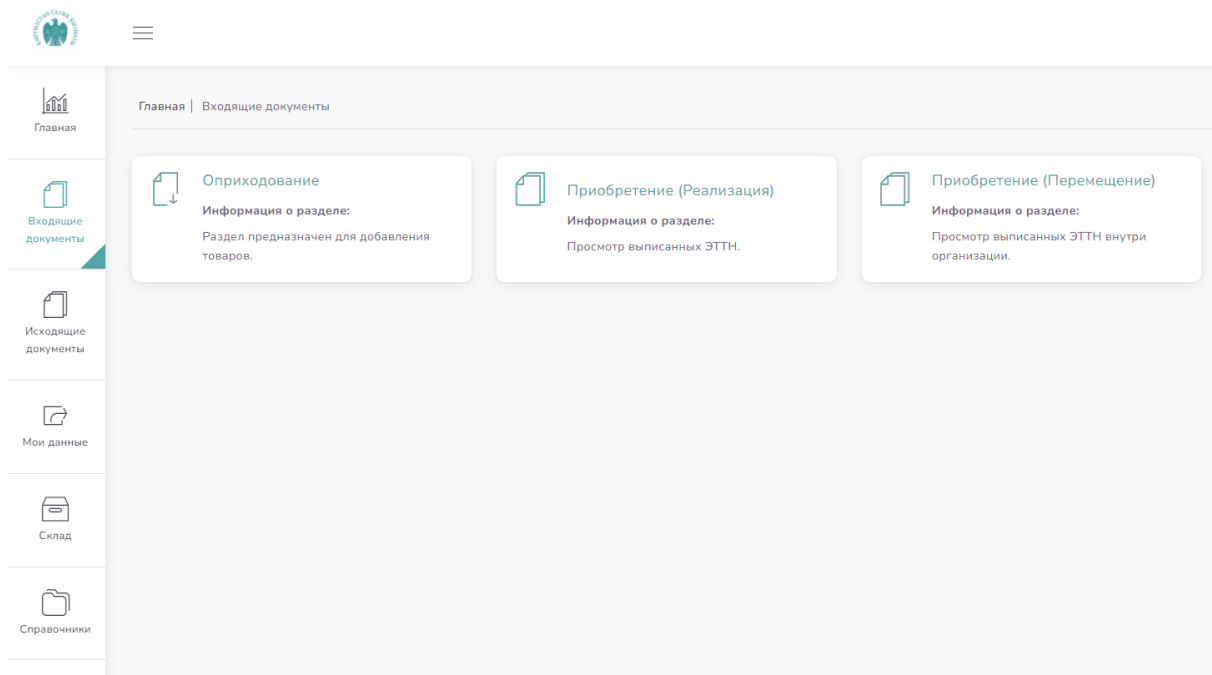 Главная
Входящие
документы
Исходящие
документы
Мои данные
Склад
Справочники
Главная | Входящие документы
Оприходование
Информация о разделе:
Раздел предназначен для добавления
товаров.
Приобретение (Реализация)
Информация о разделе:
Просмотр выписанных ЭТТН.
Приобретение (Перемещение)
Информация о разделе:
Просмотр выписанных ЭТТН внутри
организации.